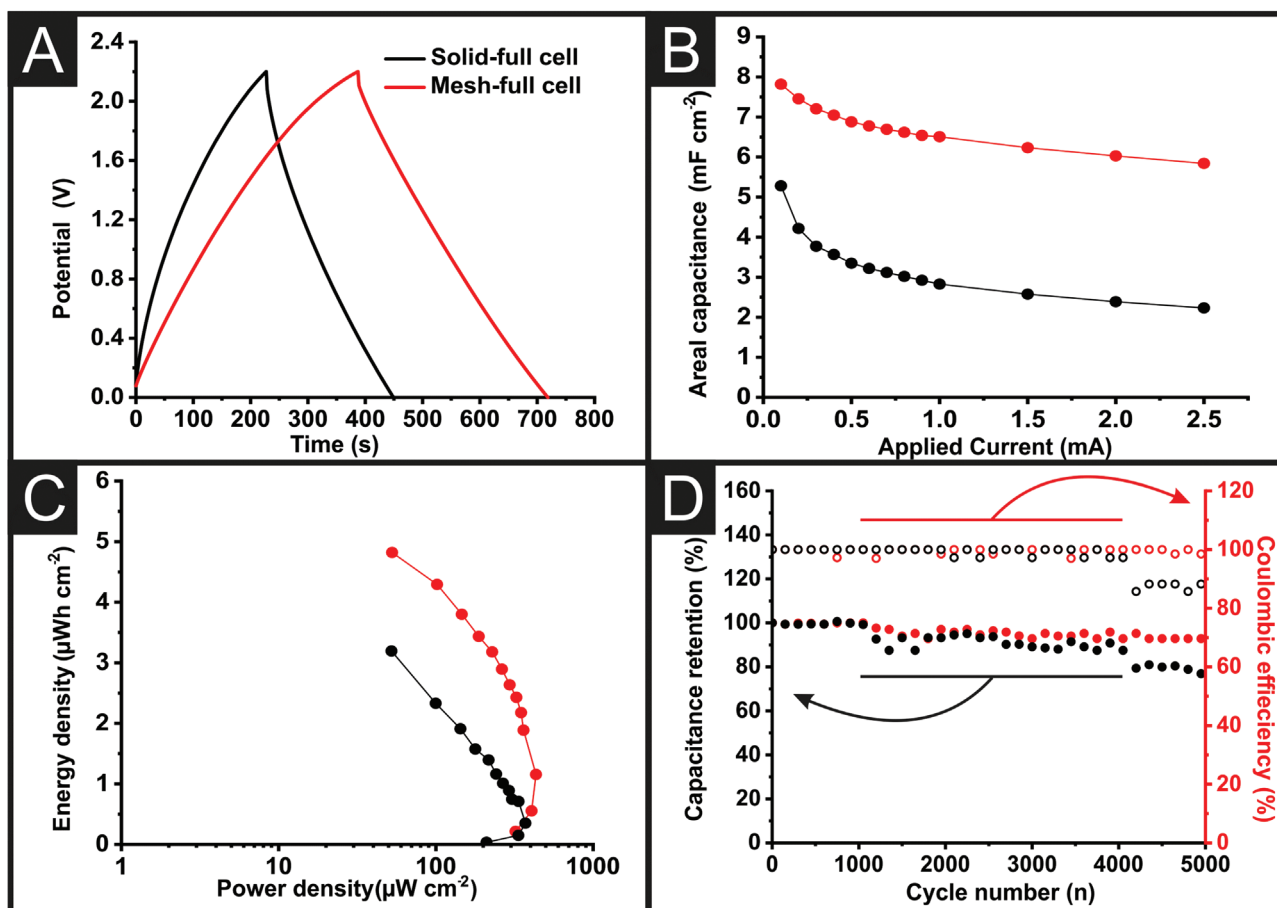 A
2.4
2.0
1.6
1.2
0.8
0.4
0.0
Potential (V)
Solid-full cell
Mesh-full cell
0 100 200 300 400 500 600 700 800
Time (s)
B
9
8
7
6
5
4
3
2
1
0
Areal capacitance (mF cm-2)
0.0 0.5 1.0 1.5 2.0 2.5
Applied Current (mA)
C
6
5
4
3
2
1
0
Energy density (µWh cm-2)
1 10 100 1000
Power density(µW cm-2)
D
160
140
120
100
80
60
40
20
0
Capacitance retention (%)
120
100
80
60
40
20
0
Coulombic effieciency (%)
0 1000 2000 3000 4000 5000
Cycle number (n)